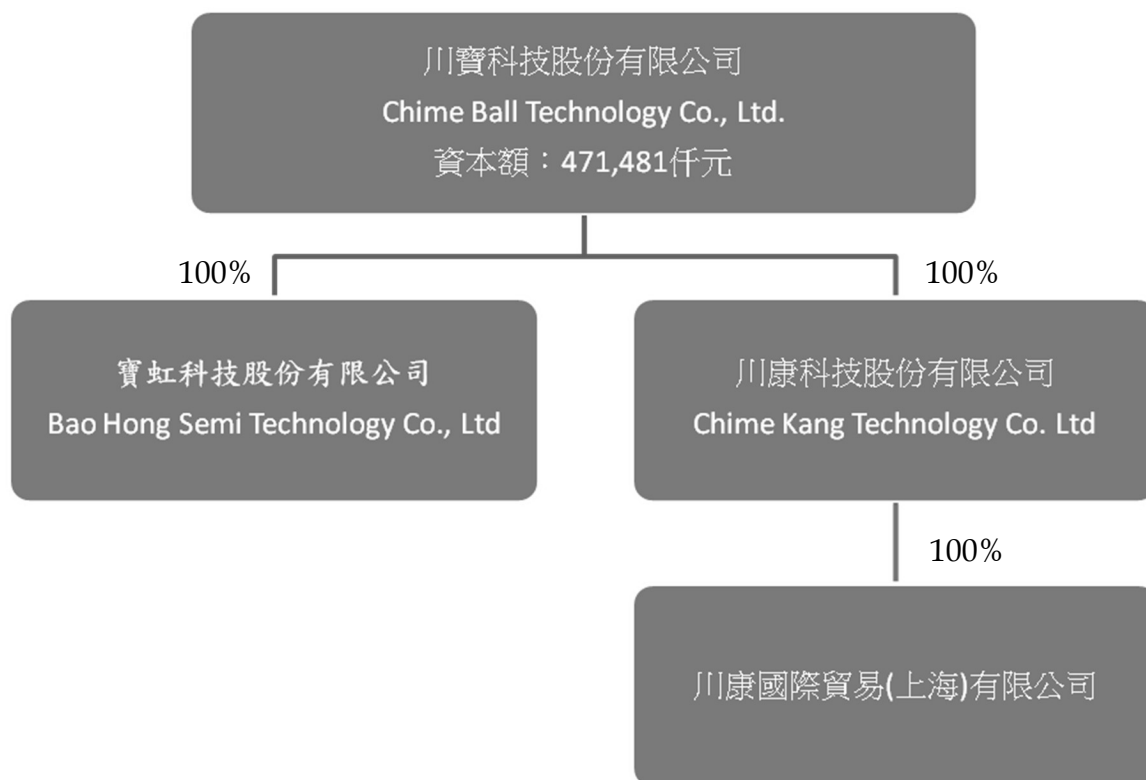 川寶科技股份有限公司
Chime Ball Technology Co., Ltd.
資本額：471,481仟元
100%
100%
寶虹科技股份有限公司
Bao Hong Semi Technology Co., Ltd
川康科技股份有限公司
Chime Kang Technology Co. Ltd
100%
川康國際貿易(上海)有限公司